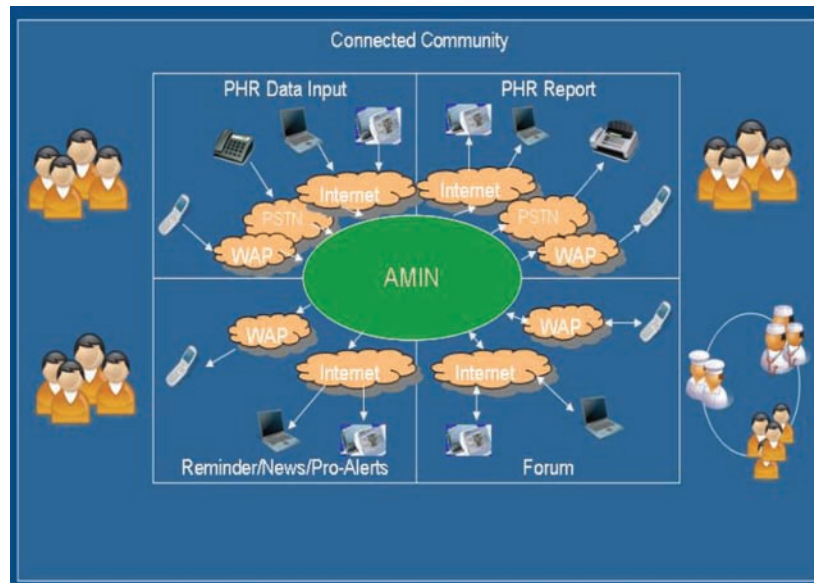 Connected Community
PHR Data Input
PHR Report
Internet
Internet
PSTN
PSTN
WAP
WAP
AMIN
WAP
WAP
Internet
Internet
Reminder/News/Pro-Alerts
Forum